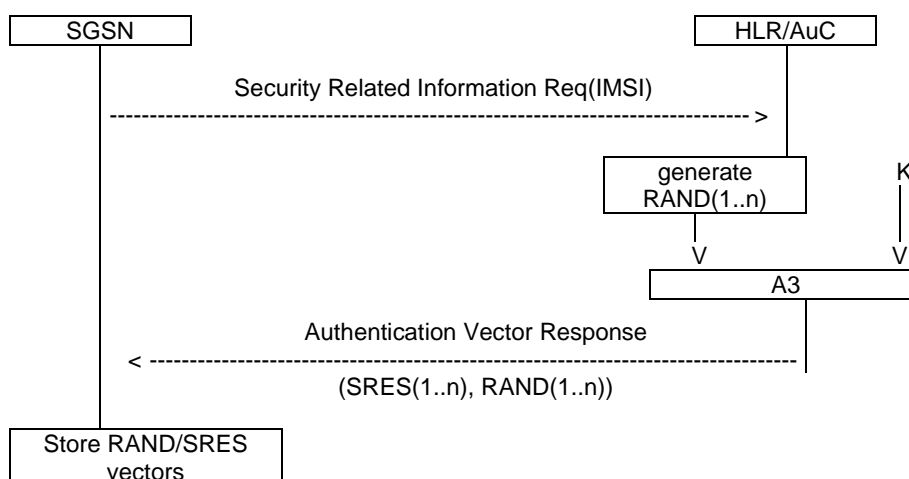 SGSN HLR/AuC
Security Related Information Req(IMSI)
------------------------------------------------------------------------------- >
generate K
RAND(1..n)
V V
A3
Authentication Vector Response
< --------------------------------------------------------------------------------
(SRES(1..n), RAND(1..n))
Store RAND/SRES
vectors